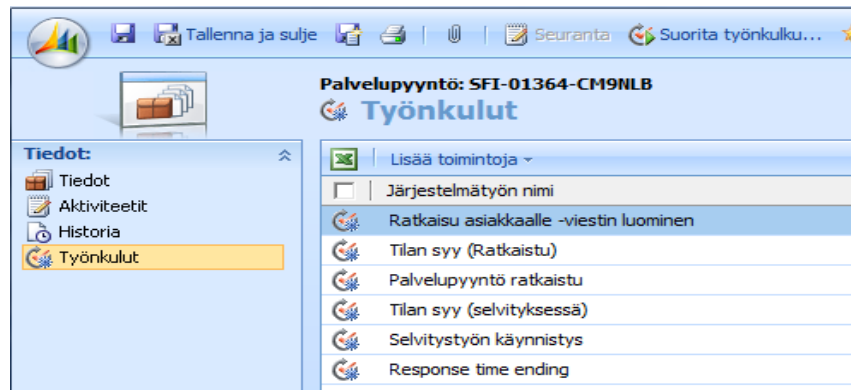 Tallenna ja sulje
Seuranta
Suorita työnkulku...
Palvelupyyntö: SFI-01364-CM9NLB
Työnkulut
Tiedot:
Tiedot
Aktiviteetit
Historia
Työnkulut
Lisää toimintoja
Järjestelmätyön nimi
Ratkaisu asiakkaalle -viestin luominen
Tilan syy (Ratkaistu)
Palvelupyyntö ratkaistu
Tilan syy (selvityksessä)
Selvitystyön käynnistys
Response time ending